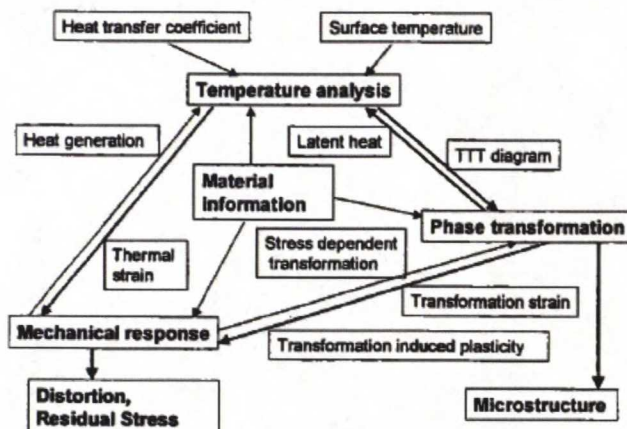 Heat transfer coefficient
Surface temperature
Temperature analysis
Heat generation
Latent heat
TTT diagram
Material
information
Phase transformation
Thermal
strain
Stress dependent
transformation
Transformation strain
Mechanical response
Transformation induced plasticity
Distortion,
Residual Stress
Microstructure